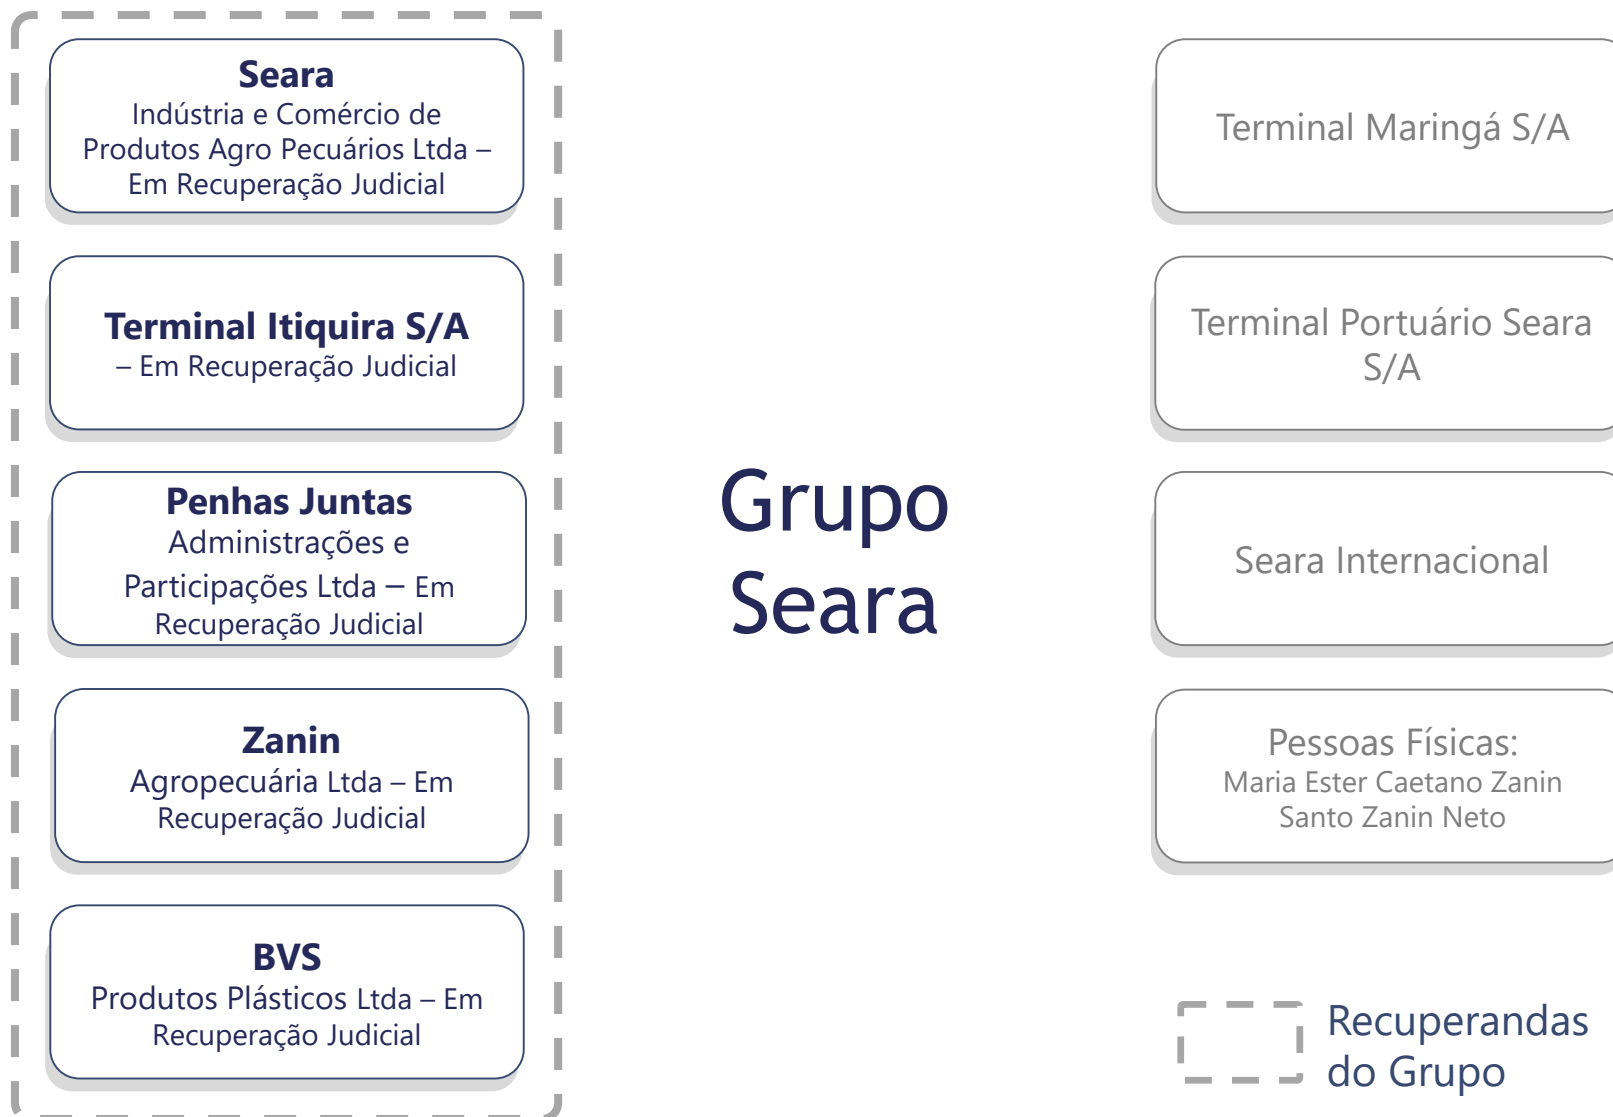 Seara
Indústria e Comércio de
Produtos Agro Pecuários Ltda –
Em Recuperação Judicial
Terminal Itiquira S/A
– Em Recuperação Judicial
Penhas Juntas
Administrações e
Participações Ltda – Em
Recuperação Judicial
Zanin
Agropecuária Ltda – Em
Recuperação Judicial
BVS
Produtos Plásticos Ltda – Em
Recuperação Judicial
Grupo
Seara
Terminal Maringá S/A
Terminal Portuário Seara
S/A
Seara Internacional
Pessoas Físicas:
Maria Ester Caetano Zanin
Santo Zanin Neto
Recuperandas
do Grupo